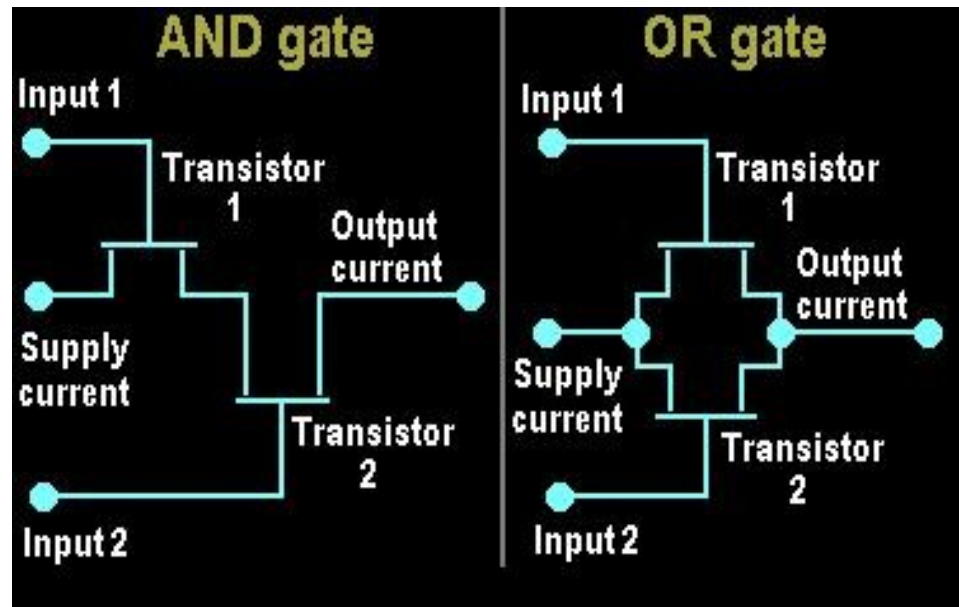 AND gate
Input 1
Transistor
1
Output
current
Supply
current
Transistor
2
Input 2
OR gate
Input 1
Transistor
1
Output
current
Supply
current
Transistor
2
Input 2